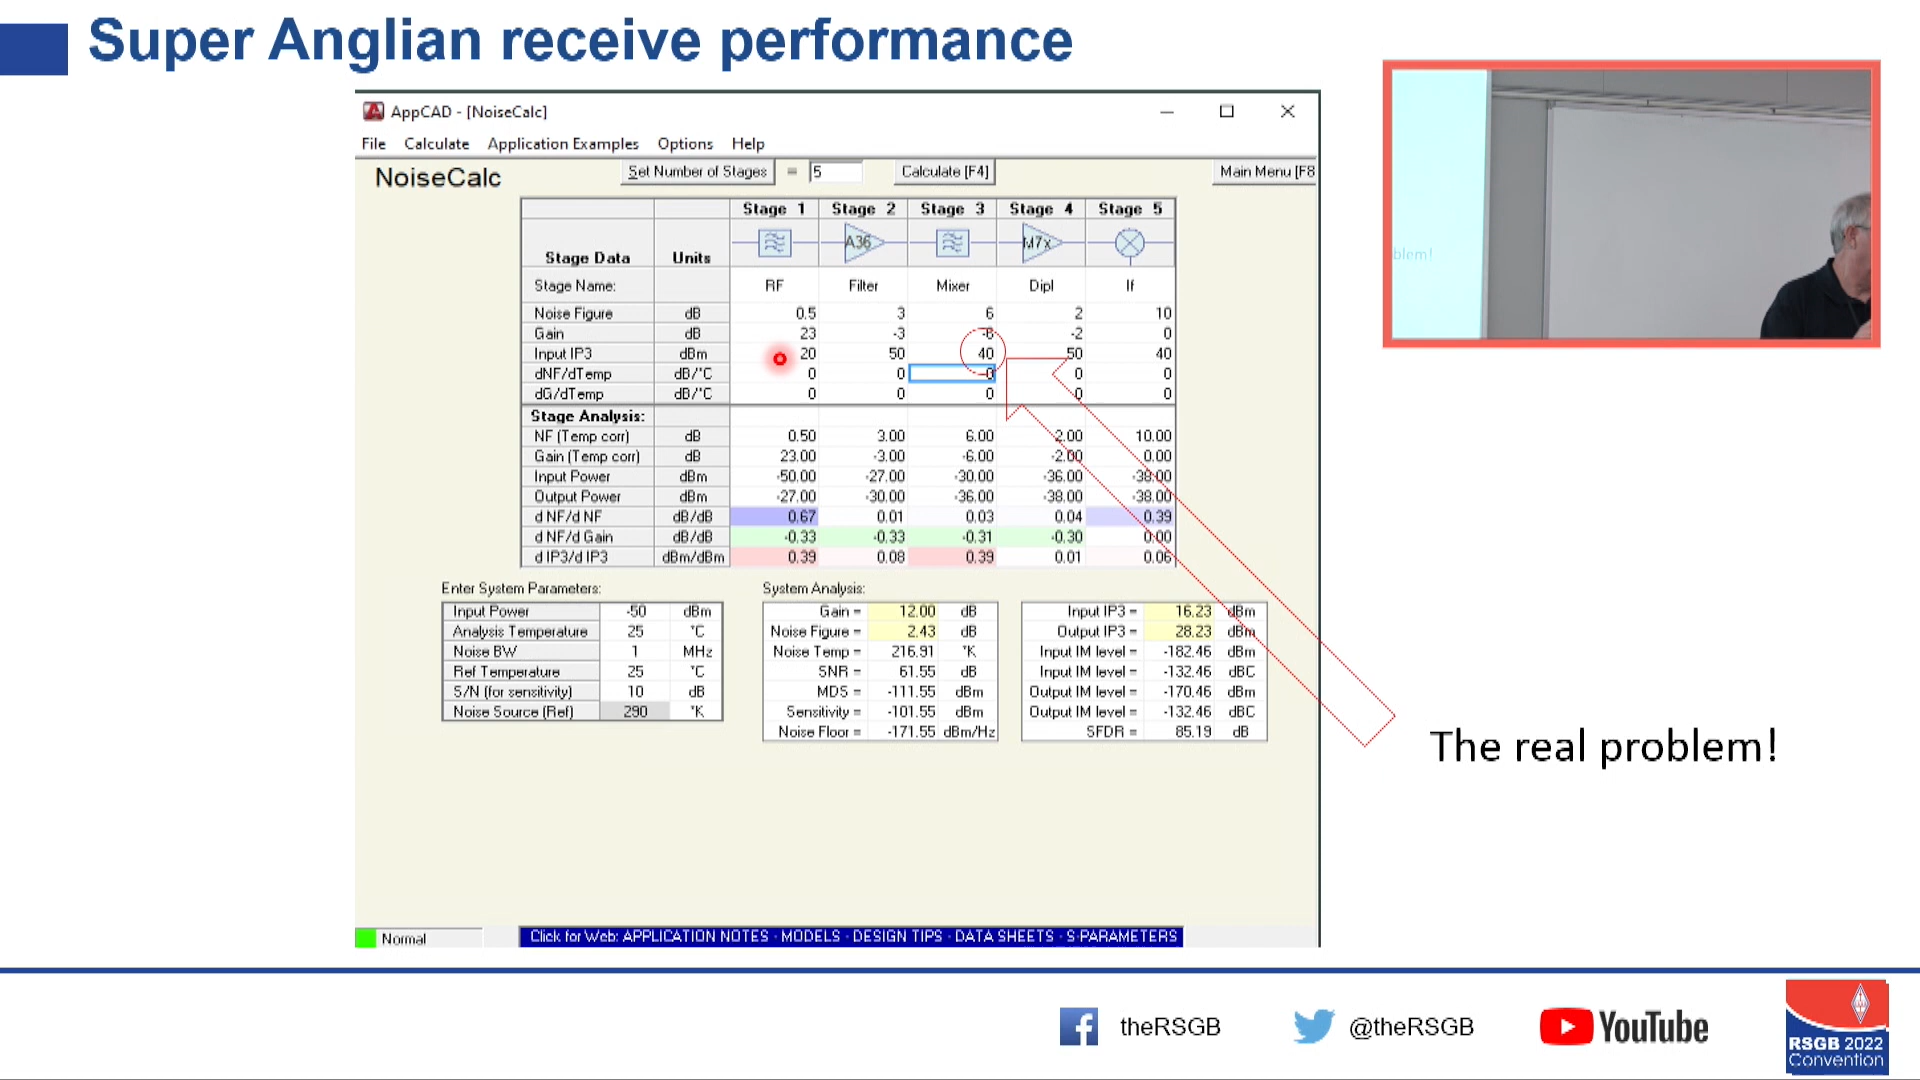 Super Anglian receive performance
AppCAD - [NoiseCalc]
File Calculate Application Examples Options Help
NoiseCalc
Set Number of Stages = 5 Calculate [F4] Main Menu [F8
Stage 1 Stage 2 Stage 3 Stage 4 Stage 5
A36 M7x
Stage Data Units
Stage Name: RF Filter Mixer Dipl If
Noise Figure dB 0.5 3 6 2 10
Gain dB 23 -3 -6 -2 0
Input IP3 dBm 20 50 40 50 40
dNF/dTemp dB/°C 0 0 0 0 0
dG/dTemp dB/°C 0 0 0 0 0
Stage Analysis:
NF (Temp corr) dB 0.50 3.00 6.00 2.00 10.00
Gain (Temp corr) dB 23.00 -3.00 -6.00 -2.00 0.00
Input Power dBm -50.00 -27.00 -30.00 -36.00 -38.00
Output Power dBm -27.00 -30.00 -36.00 -38.00 -38.00
d NF/d NF dB/dB 0.67 0.01 0.03 0.04 0.39
d NF/d Gain dB/dB -0.33 -0.33 -0.31 -0.30 0.00
d IP3/d IP3 dBm/dBm 0.39 0.08 0.39 0.01 0.06
Enter System Parameters:
Input Power -50 dBm
Analysis Temperature 25 °C
Noise BW 1 MHz
Ref Temperature 25 °C
S/N (for sensitivity) 10 dB
Noise Source (Ref) 290 °K
System Analysis:
Gain = 12.00 dB
Noise Figure = 2.43 dB
Noise Temp = 216.91 °K
SNR = 61.55 dB
MDS = -111.55 dBm
Sensitivity = -101.55 dBm
Noise Floor = -171.55 dBm/Hz
Input IP3 = 16.23 dBm
Output IP3 = 28.23 dBm
Input IM level = -182.46 dBm
Input IM level = -132.46 dBC
Output IM level = -170.46 dBm
Output IM level = -132.46 dBC
SFDR = 85.19 dB
The real problem!
blem!
Normal
Click for Web: APPLICATION NOTES - MODELS - DESIGN TIPS - DATA SHEETS - S-PARAMETERS
theRSGB @theRSGB YouTube
RSGB 2022
Convention